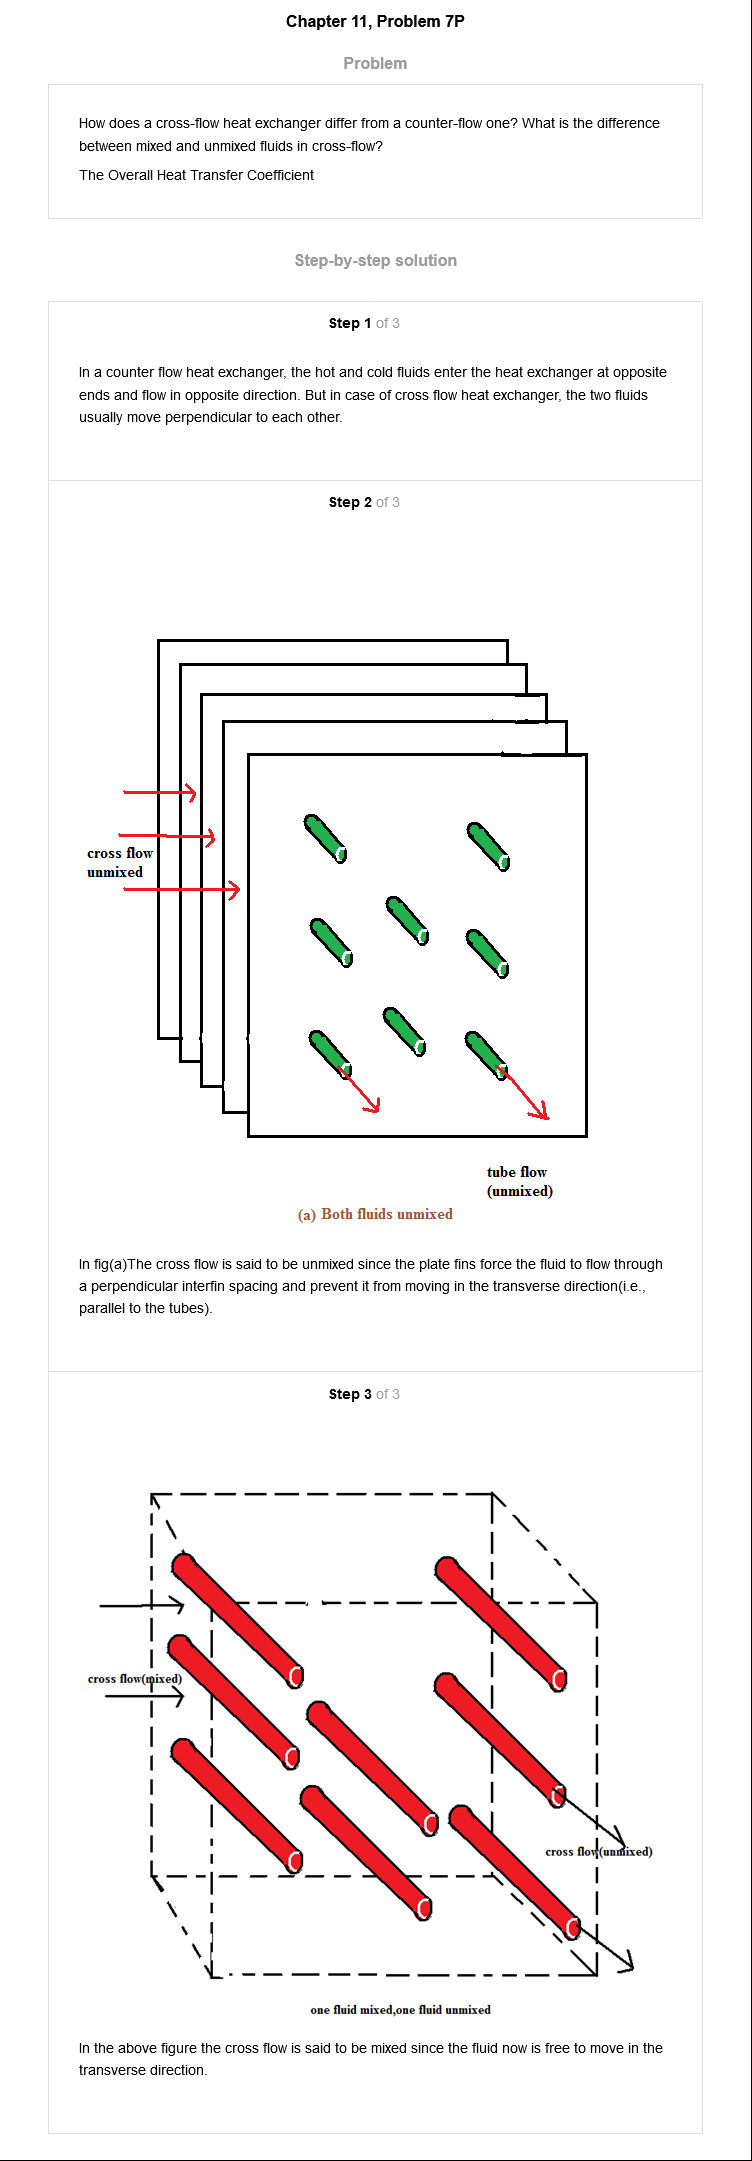 Chapter 11, Problem 7P
Problem
How does a cross-flow heat exchanger differ from a counter-flow one? What is the difference
between mixed and unmixed fluids in cross-flow?
The Overall Heat Transfer Coefficient
Step-by-step solution
Step 1 of 3
In a counter flow heat exchanger, the hot and cold fluids enter the heat exchanger at opposite
ends and flow in opposite direction. But in case of cross flow heat exchanger, the two fluids
usually move perpendicular to each other.
Step 2 of 3
cross flow
unmixed
tube flow
(unmixed)
(a) Both fluids unmixed
In fig(a)The cross flow is said to be unmixed since the plate fins force the fluid to flow through
a perpendicular interfin spacing and prevent it from moving in the transverse direction(i.e.,
parallel to the tubes).
Step 3 of 3
cross flow(mixed)
cross flow(unmixed)
one fluid mixed,one fluid unmixed
In the above figure the cross flow is said to be mixed since the fluid now is free to move in the
transverse direction.